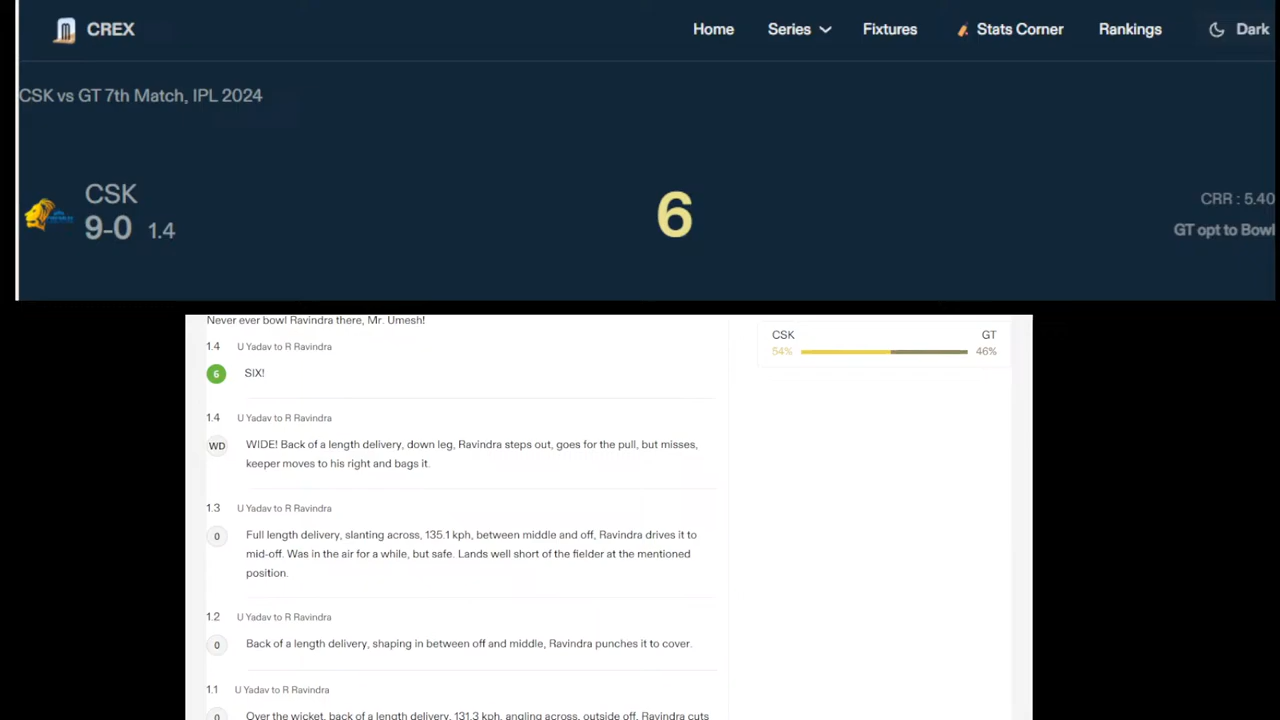 CREX
Home
Series
Fixtures
Stats Corner
Rankings
Dark
CSK vs GT 7th Match, IPL 2024
CSK
9-0 1.4
6
CRR : 5.40
GT opt to Bowl
Never ever bowl Ravindra there, Mr. Umesh!
1.4 U Yadav to R Ravindra
6 SIX!
1.4 U Yadav to R Ravindra
WD WIDE! Back of a length delivery, down leg, Ravindra steps out, goes for the pull, but misses,
keeper moves to his right and bags it.
1.3 U Yadav to R Ravindra
0 Full length delivery, slanting across, 135.1 kph, between middle and off, Ravindra drives it to
mid-off. Was in the air for a while, but safe. Lands well short of the fielder at the mentioned
position.
1.2 U Yadav to R Ravindra
0 Back of a length delivery, shaping in between off and middle, Ravindra punches it to cover.
1.1 U Yadav to R Ravindra
0 Over the wicket, back of a length delivery, 131.3 kph, angling across, outside off, Ravindra cuts
CSK GT
54% 46%